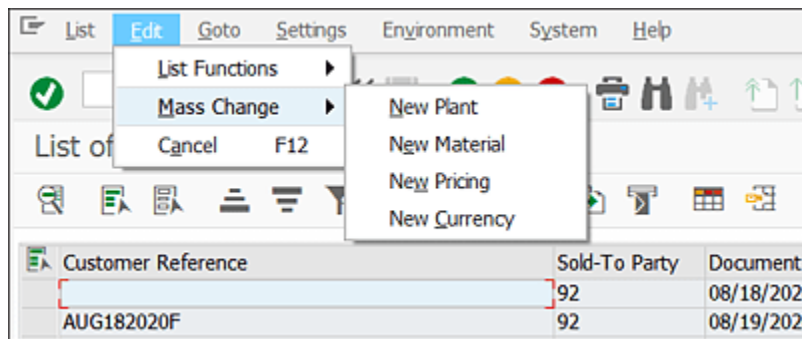 List Edit Goto Settings Environment System Help
List Functions
Mass Change
Cancel F12
New Plant
New Material
New Pricing
New Currency
List of
Customer Reference Sold-To Party Document
92 08/18/202
AUG182020F 92 08/19/202